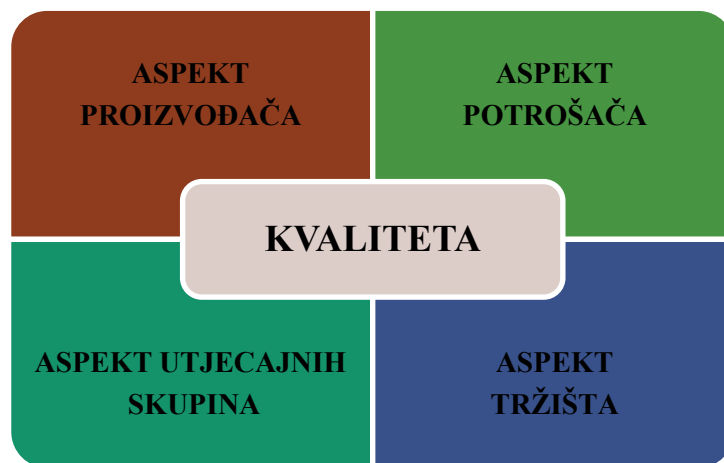 ASPEKT
PROIZVOĐAČA
ASPEKT
POTROŠAČA
KVALITETA
ASPEKT UTJECAJNIH
SKUPINA
ASPEKT
TRŽIŠTA